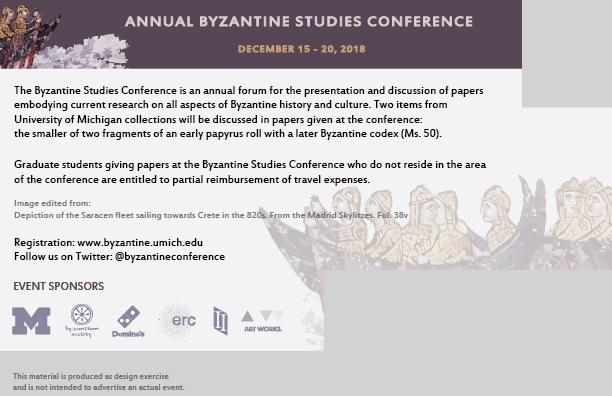 ANNUAL BYZANTINE STUDIES CONFERENCE
DECEMBER 15 - 20, 2018
The Byzantine Studies Conference is an annual forum for the presentation and discussion of papers
embodying current research on all aspects of Byzantine history and culture. Two items from
University of Michigan collections will be discussed in papers given at the conference:
the smaller of two fragments of an early papyrus roll with a later Byzantine codex (Ms. 50).
Graduate students giving papers at the Byzantine Studies Conference who do not reside in the area
of the conference are entitled to partial reimbursement of travel expenses.
Image edited from:
Depiction of the Saracen fleet sailing towards Crete in the 820s. From the Madrid Skylitzes. Fol. 38v
Registration: www.byzantine.umich.edu
Follow us on Twitter: @byzantineconference
EVENT SPONSORS
M
byzantine
society
Domino's
erc
ART WORKS.
This material is produced as design exercise
and is not intended to advertise an actual event.